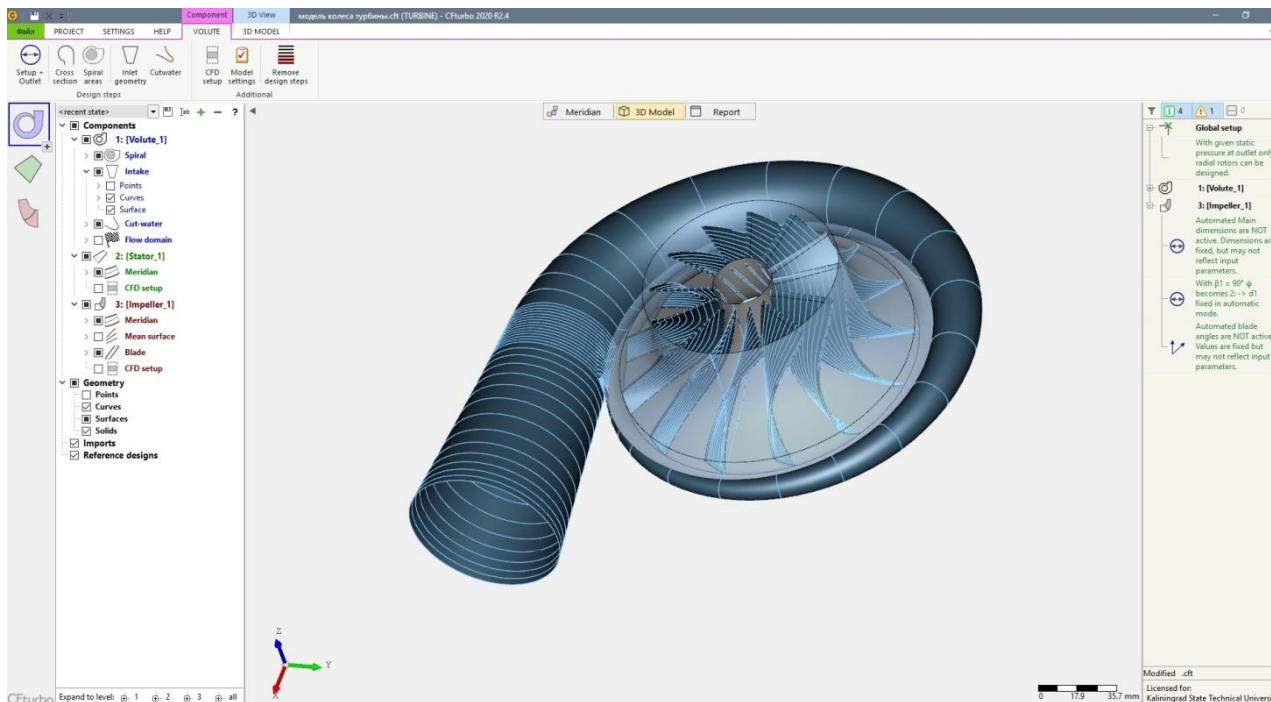 модель колеса турбины.cft (TURBINE) - CFturbo 2020 R2.4
Component
3D View
Файл
PROJECT
SETTINGS
HELP
VOLUTE
3D MODEL
Setup + Outlet
Cross section
Spiral areas
Inlet geometry
Cutwater
CFD setup
Model settings
Remove design steps
Design steps
Additional
<recent state>
Components
1: [Volute_1]
Spiral
Intake
Points
Curves
Surface
Cut-water
Flow domain
2: [Stator_1]
Meridian
CFD setup
3: [Impeller_1]
Meridian
Mean surface
Blade
CFD setup
Geometry
Points
Curves
Surfaces
Solids
Imports
Reference designs
CFturbo
Expand to level: 1 2 3 all
Meridian
3D Model
Report
Z
Y
X
0 17.9 35.7 mm
4
1
0
Global setup
With given static
pressure at outlet only
radial rotors can be
designed.
1: [Volute_1]
3: [Impeller_1]
Automated Main
dimensions are NOT
active. Dimensions ar
fixed, but may not
reflect input
parameters.
With β1 = 90° ψ
becomes 2: -> d1
fixed in automatic
mode.
Automated blade
angles are NOT active
Values are fixed but
may not reflect input
parameters.
Modified .cft
Licensed for:
Kaliningrad State Technical Universi